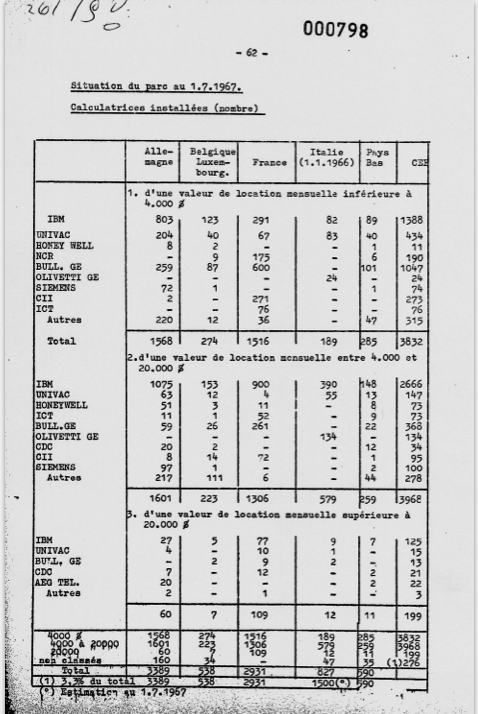 000798
- 62 -
Situation du parc au 1.7.1967.
Calculatrices installées (nombre)
Alle-magne Belgique Luxem-bourg. France Italie (1.1.1966) Pays Bas CEE
1. d'une valeur de location mensuelle inférieure à
4.000 $
IBM 803 123 291 82 89 1388
UNIVAC 204 40 67 83 40 434
HONEY WELL 8 2 - - 1 11
NCR - 9 175 - 6 190
BULL. GE 259 87 600 - 101 1047
OLIVETTI GE - - - 24 - 24
SIEMENS 72 1 - - 1 74
CII 2 - 271 - - 273
ICT - - 76 - - 76
Autres 220 12 36 - 47 315
Total 1568 274 1516 189 285 3832
2.d'une valeur de location mensuelle entre 4.000 et
20.000 $
IBM 1075 153 900 390 148 2666
UNIVAC 63 12 4 55 13 147
HONEYWELL 51 3 11 - 8 73
ICT 11 1 52 - 9 73
BULL.GE 59 26 261 - 22 368
OLIVETTI GE - - - 134 - 134
CDC 20 2 - - 12 34
CII 8 14 72 - 1 95
SIEMENS 97 1 - - 2 100
Autres 217 111 6 - 44 278
1601 223 1306 579 259 3968
3. d'une valeur de location mensuelle supérieure à
20.000 $
IBM 27 5 77 9 7 125
UNIVAC 4 - 10 1 - 15
BULL, GE - 2 9 2 - 13
CDC 7 - 12 - 2 21
AEG TEL. 20 - - - 2 22
Autres 2 - 1 - - 3
60 7 109 12 11 199
4000 $ 1568 274 1516 189 285 3832
4000 à 20000 1601 223 1306 579 259 3968
20000 60 7 109 12 11 199
non classés 160 34 - 47 35 (1)276
Total 3389 538 2931 827 590
(1) 3,3% du total 3389 538 2931 1500(°) 590
(°) Estimation au 1.7.1967